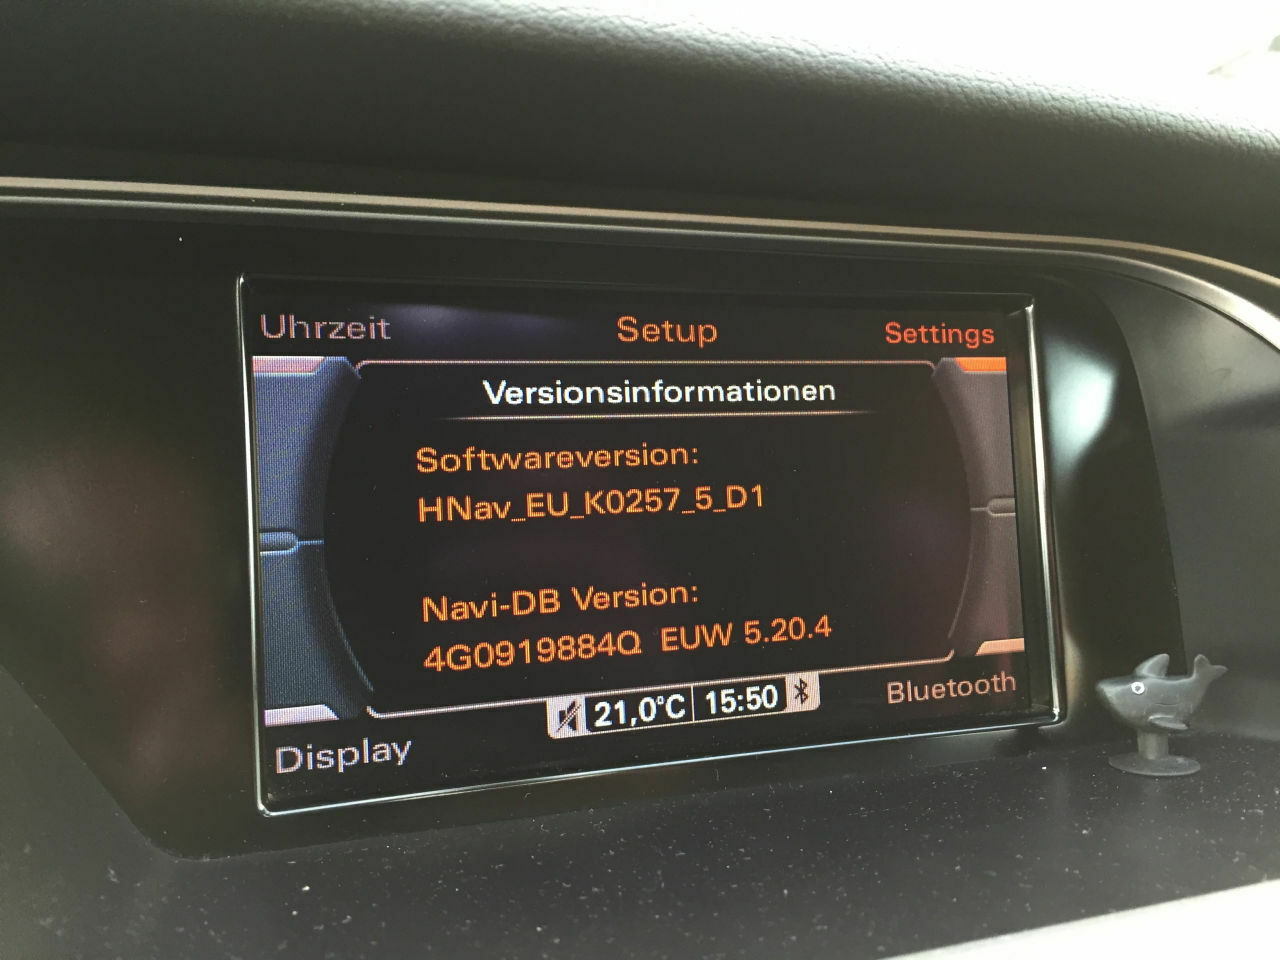 Uhrzeit
Setup
Settings
Versionsinformationen
Softwareversion:
HNav_EU_K0257_5_D1
Navi-DB Version:
4G0919884Q EUW 5.20.4
21,0°C 15:50
Bluetooth
Display